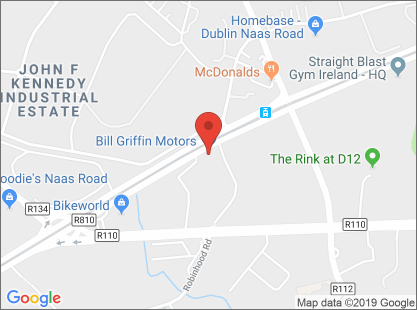 Homebase -
Dublin Naas Road
Straight Blast
Gym Ireland - HQ
McDonalds
JOHN F
KENNEDY
INDUSTRIAL
ESTATE
Bill Griffin Motors
The Rink at D12
oodie's Naas Road
R134
Bikeworld
R810
R110
R110
Robinhood Rd
R112
Google
Map data ©2019 Google